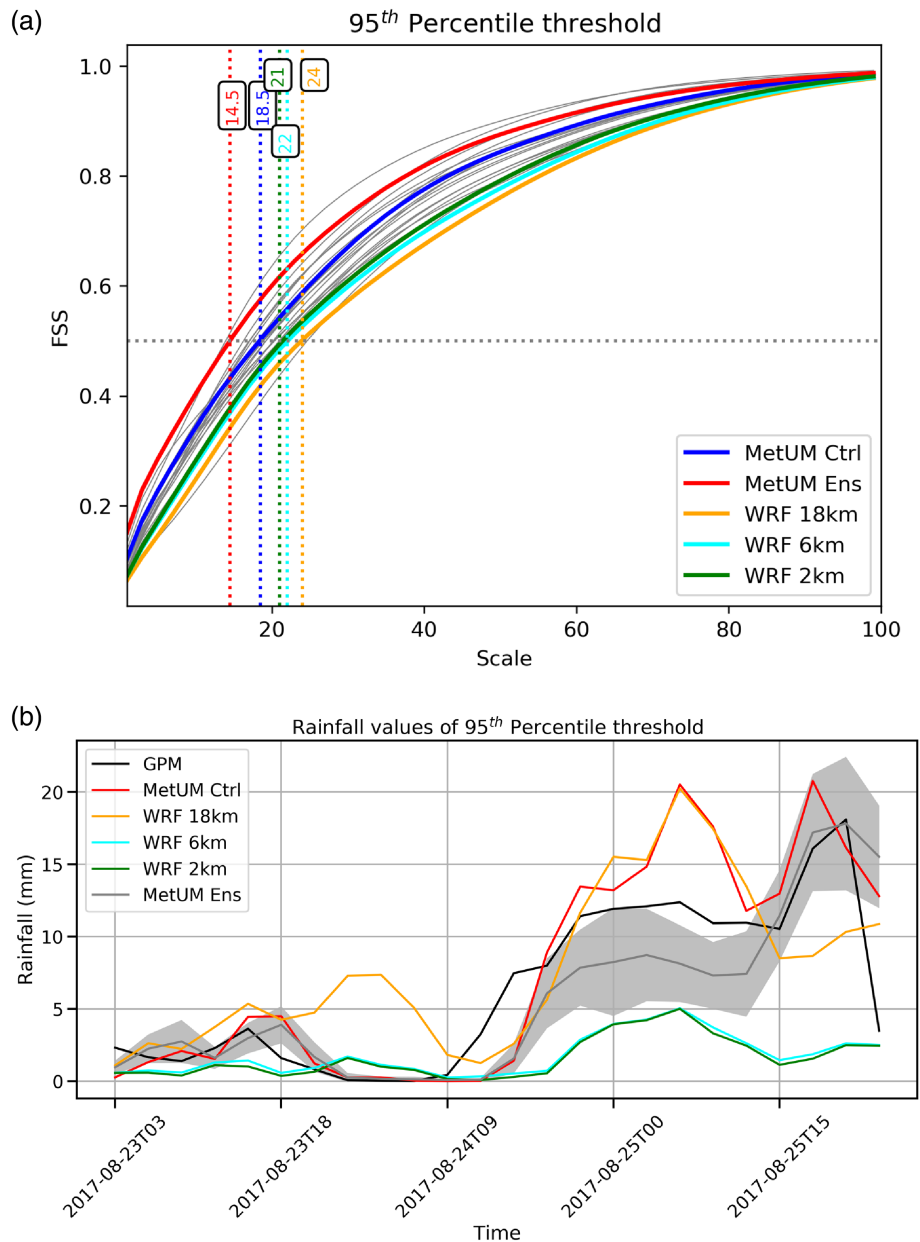 (a)
95th Percentile threshold
1.0
0.8
0.6
0.4
0.2
FSS
14.5
18.5
21
22
24
MetUM Ctrl
MetUM Ens
WRF 18km
WRF 6km
WRF 2km
20
40
60
80
100
Scale
(b)
Rainfall values of 95th Percentile threshold
GPM
MetUM Ctrl
WRF 18km
WRF 6km
WRF 2km
MetUM Ens
20
15
10
5
0
Rainfall (mm)
2017-08-23T03
2017-08-23T18
2017-08-24T09
2017-08-25T00
2017-08-25T15
Time